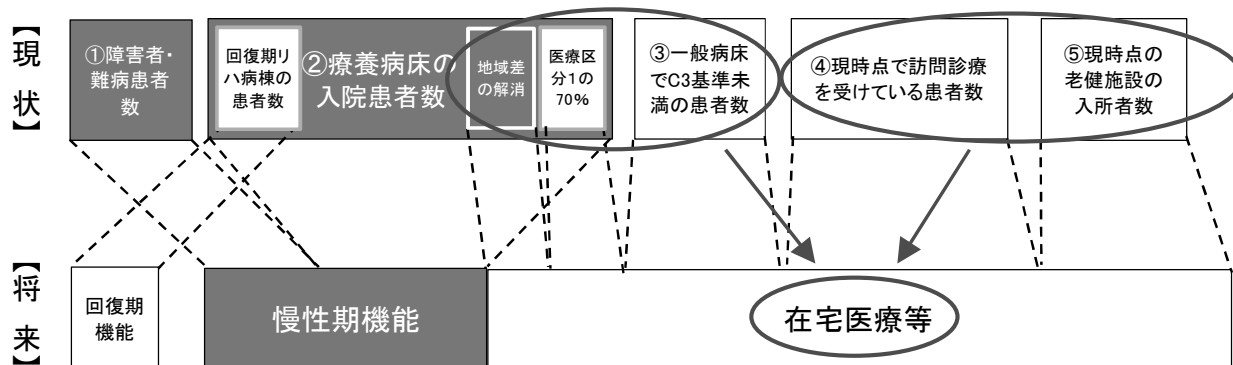 【現状】
①障害者・
難病患者
数
回復期リ
ハ病棟の
患者数
②療養病床の
入院患者数
地域差
の解消
医療区
分1の
70％
③一般病床
でC3基準未
満の患者数
④現時点で訪問診療
を受けている患者数
⑤現時点の
老健施設の
入所者数
【将来】
回復期
機能
慢性期機能
在宅医療等